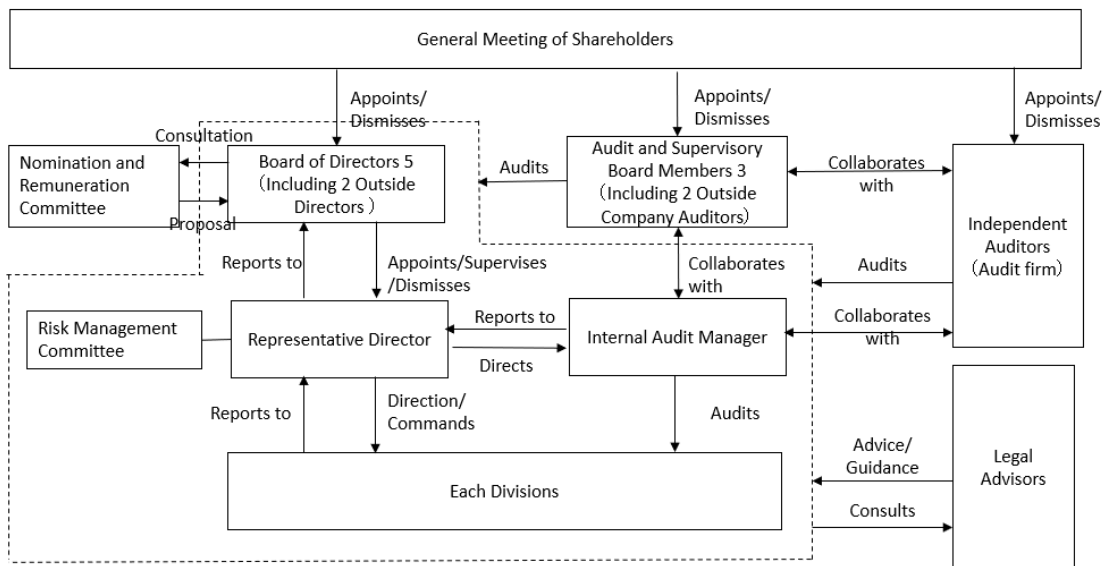 General Meeting of Shareholders
Appoints/
Dismisses
Appoints/
Dismisses
Appoints/
Dismisses
Consultation
Nomination and
Remuneration
Committee
Proposal
Board of Directors 5
（Including 2 Outside
Directors ）
Audits
Audit and Supervisory
Board Members 3
（Including 2 Outside
Company Auditors）
Collaborates
with
Independent
Auditors
（Audit firm）
Reports to
Appoints/Supervises
/Dismisses
Collaborates
with
Audits
Risk Management
Committee
Representative Director
Reports to
Directs
Internal Audit Manager
Collaborates
with
Reports to
Direction/
Commands
Audits
Each Divisions
Advice/
Guidance
Consults
Legal
Advisors